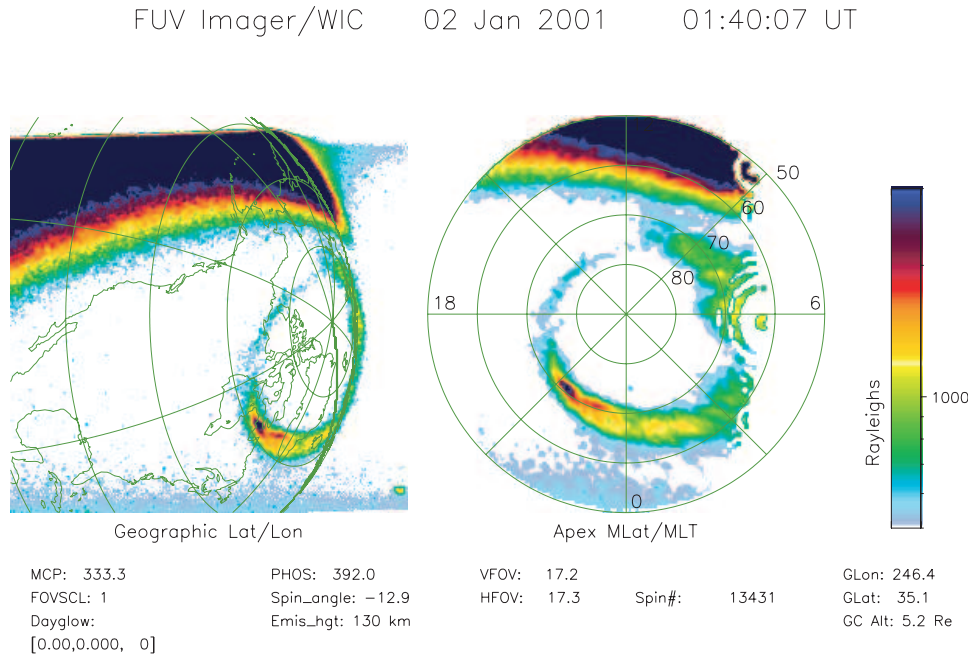 FUV Imager/WIC 02 Jan 2001 01:40:07 UT
50
60
70
80
18
6
0
Rayleighs
1000
Geographic Lat/Lon
Apex MLat/MLT
MCP: 333.3 PHOS: 392.0 VFOV: 17.2 GLon: 246.4
FOVSCL: 1 Spin_angle: -12.9 HFOV: 17.3 Spin#: 13431 GLat: 35.1
Dayglow: Emis_hgt: 130 km GC Alt: 5.2 Re
[0.00,0.000, 0]